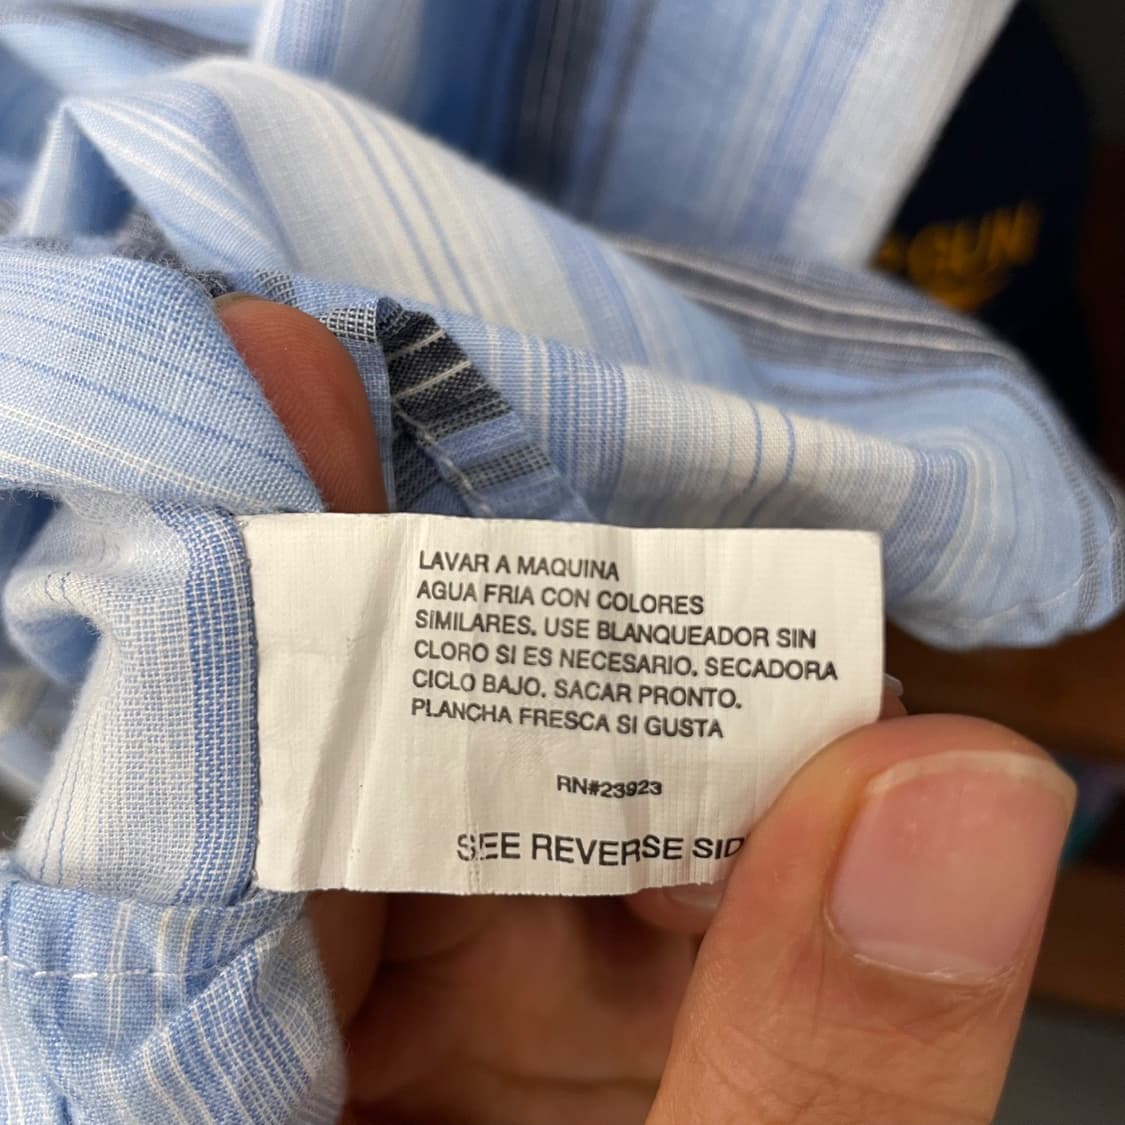 LAVAR A MAQUINA
AGUA FRIA CON COLORES
SIMILARES. USE BLANQUEADOR SIN
CLORO SI ES NECESARIO. SECADORA
CICLO BAJO. SACAR PRONTO.
PLANCHA FRESCA SI GUSTA
RN#23923
SEE REVERSE SID